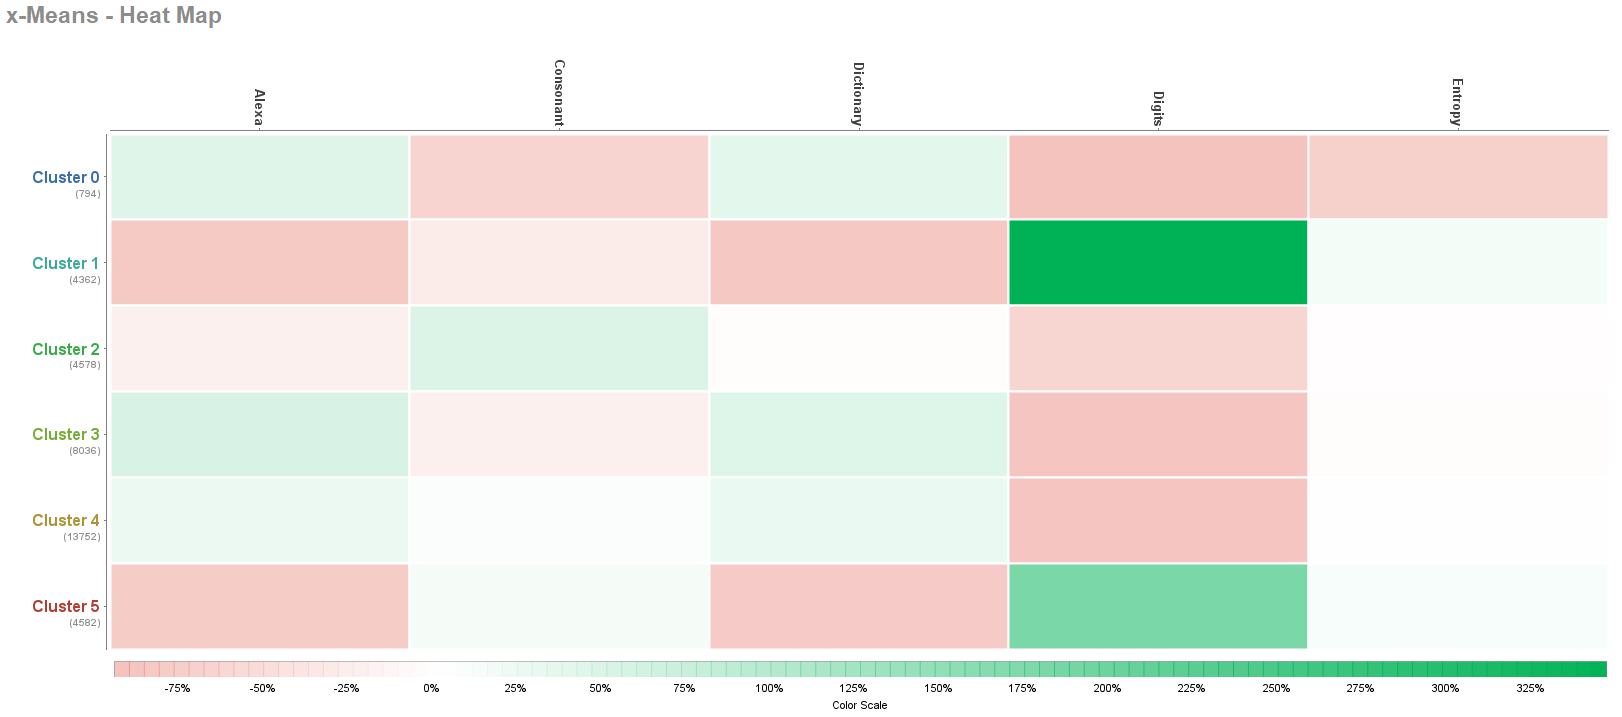 x-Means - Heat Map
Alexa
Consonant
Dictionary
Digits
Entropy
Cluster 0
(794)
Cluster 1
(4362)
Cluster 2
(4578)
Cluster 3
(8036)
Cluster 4
(13752)
Cluster 5
(4582)
-75% -50% -25% 0% 25% 50% 75% 100% 125% 150% 175% 200% 225% 250% 275% 300% 325%
Color Scale